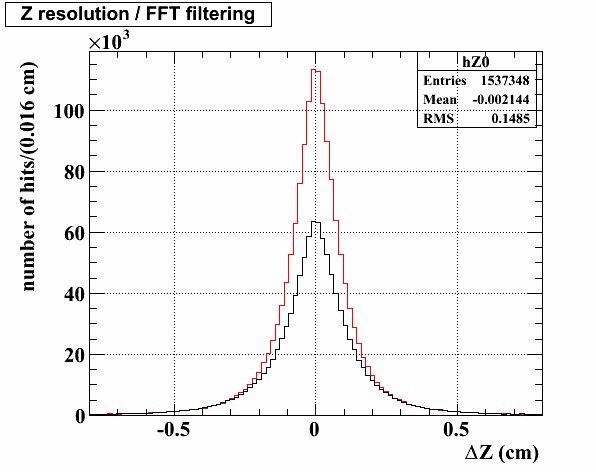 Z resolution / FFT filtering
×10³
hZ0
Entries 1537348
Mean -0.002144
RMS 0.1485
number of hits/(0.016 cm)
100
80
60
40
20
0
-0.5 0 0.5
ΔZ (cm)